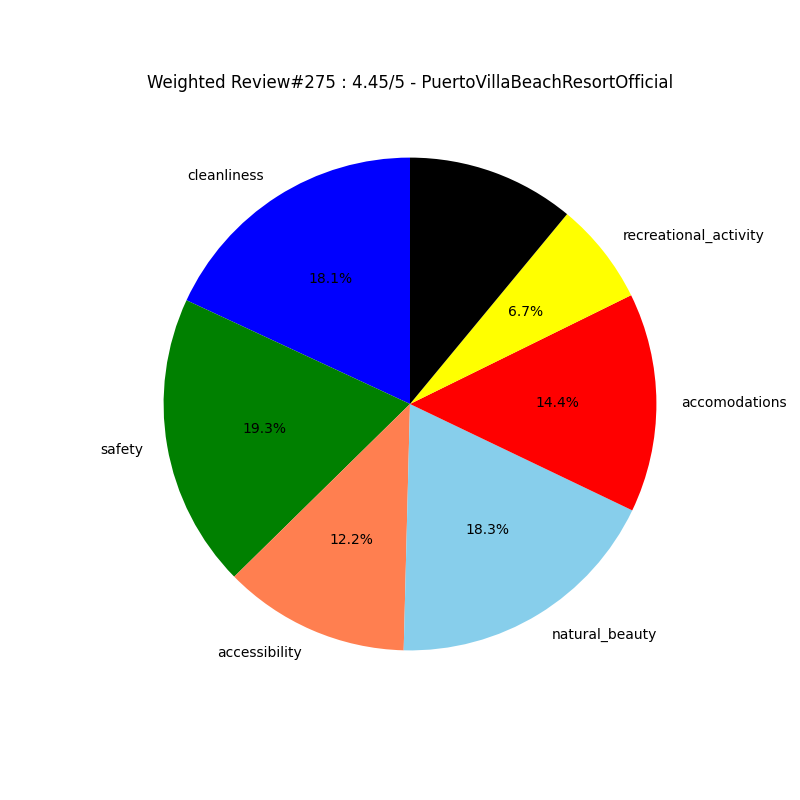 Weighted Review#275 : 4.45/5 - PuertoVillaBeachResortOfficial
cleanliness
recreational_activity
18.1%
6.7%
14.4%
accomodations
19.3%
safety
18.3%
12.2%
natural_beauty
accessibility